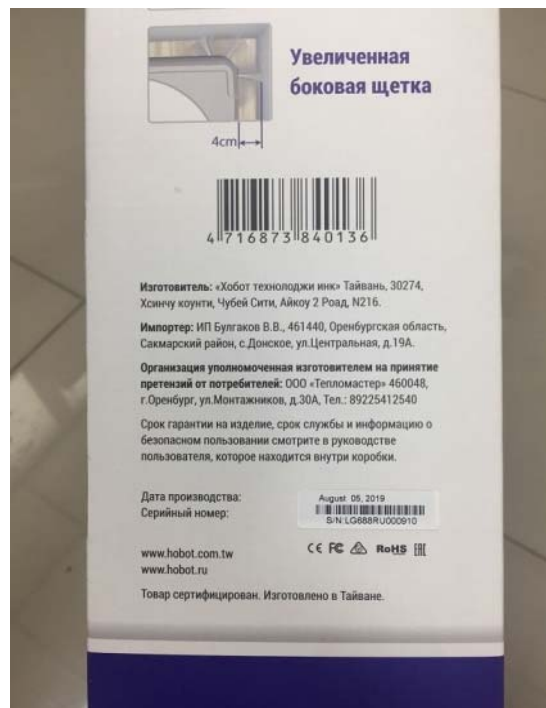 Увеличенная
боковая щетка
4cm
4 716873 840136
Изготовитель: «Хобот технолоджи инк» Тайвань, 30274,
Хсинчу коунти, Чубей Сити, Айкоу 2 Роад, N216.
Импортер: ИП Булгаков В.В., 461440, Оренбургская область,
Сакмарский район, с.Донское, ул.Центральная, д.19А.
Организация уполномоченная изготовителем на принятие
претензий от потребителей: ООО «Тепломастер» 460048,
г.Оренбург, ул.Монтажников, д.30А, Тел.: 89225412540
Срок гарантии на изделие, срок службы и информацию о
безопасном пользовании смотрите в руководстве
пользователя, которое находится внутри коробки.
Дата производства: August 05, 2019
Серийный номер: S/N:LG688RU000910
www.hobot.com.tw CE FC RoHS EAC
www.hobot.ru
Товар сертифицирован. Изготовлено в Тайване.